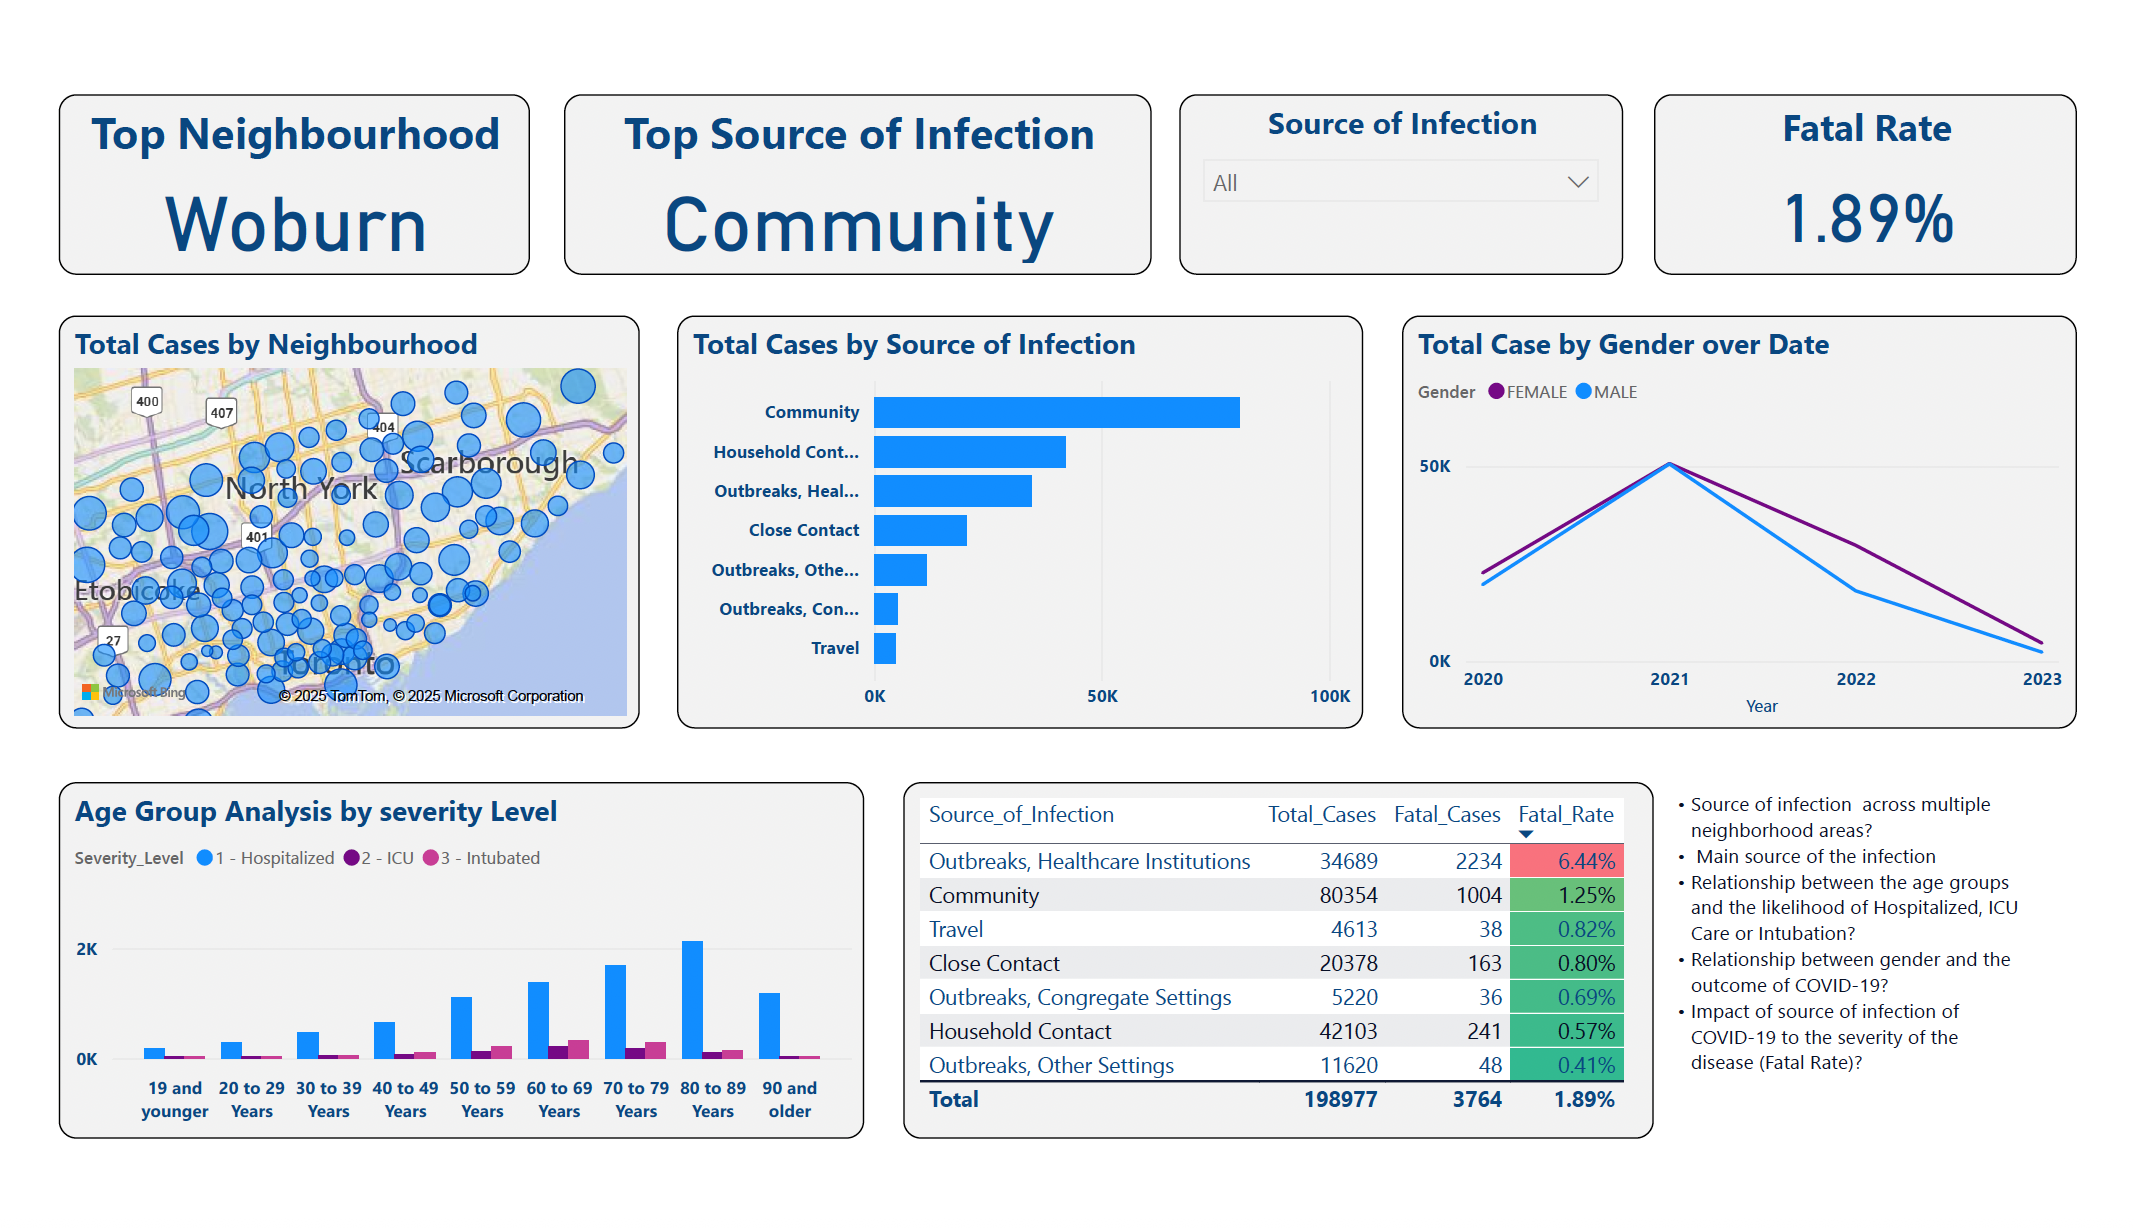 Top Neighbourhood
Woburn
Top Source of Infection
Community
Source of Infection
All
Fatal Rate
1.89%
Total Cases by Neighbourhood
400
407
404
Scarborough
North York
401
Etobicoke
27
Toronto
Microsoft Bing
© 2025 TomTom, © 2025 Microsoft Corporation
Total Cases by Source of Infection
Community
Household Cont...
Outbreaks, Heal...
Close Contact
Outbreaks, Othe...
Outbreaks, Con...
Travel
0K 50K 100K
Total Case by Gender over Date
Gender FEMALE MALE
50K
0K
2020 2021 2022 2023
Year
Age Group Analysis by severity Level
Severity_Level 1 - Hospitalized 2 - ICU 3 - Intubated
2K
0K
19 and 20 to 29 30 to 39 40 to 49 50 to 59 60 to 69 70 to 79 80 to 89 90 and
younger Years Years Years Years Years Years Years older
Source_of_Infection Total_Cases Fatal_Cases Fatal_Rate
Outbreaks, Healthcare Institutions 34689 2234 6.44%
Community 80354 1004 1.25%
Travel 4613 38 0.82%
Close Contact 20378 163 0.80%
Outbreaks, Congregate Settings 5220 36 0.69%
Household Contact 42103 241 0.57%
Outbreaks, Other Settings 11620 48 0.41%
Total 198977 3764 1.89%
• Source of infection across multiple
neighborhood areas?
• Main source of the infection
• Relationship between the age groups
and the likelihood of Hospitalized, ICU
Care or Intubation?
• Relationship between gender and the
outcome of COVID-19?
• Impact of source of infection of
COVID-19 to the severity of the
disease (Fatal Rate)?